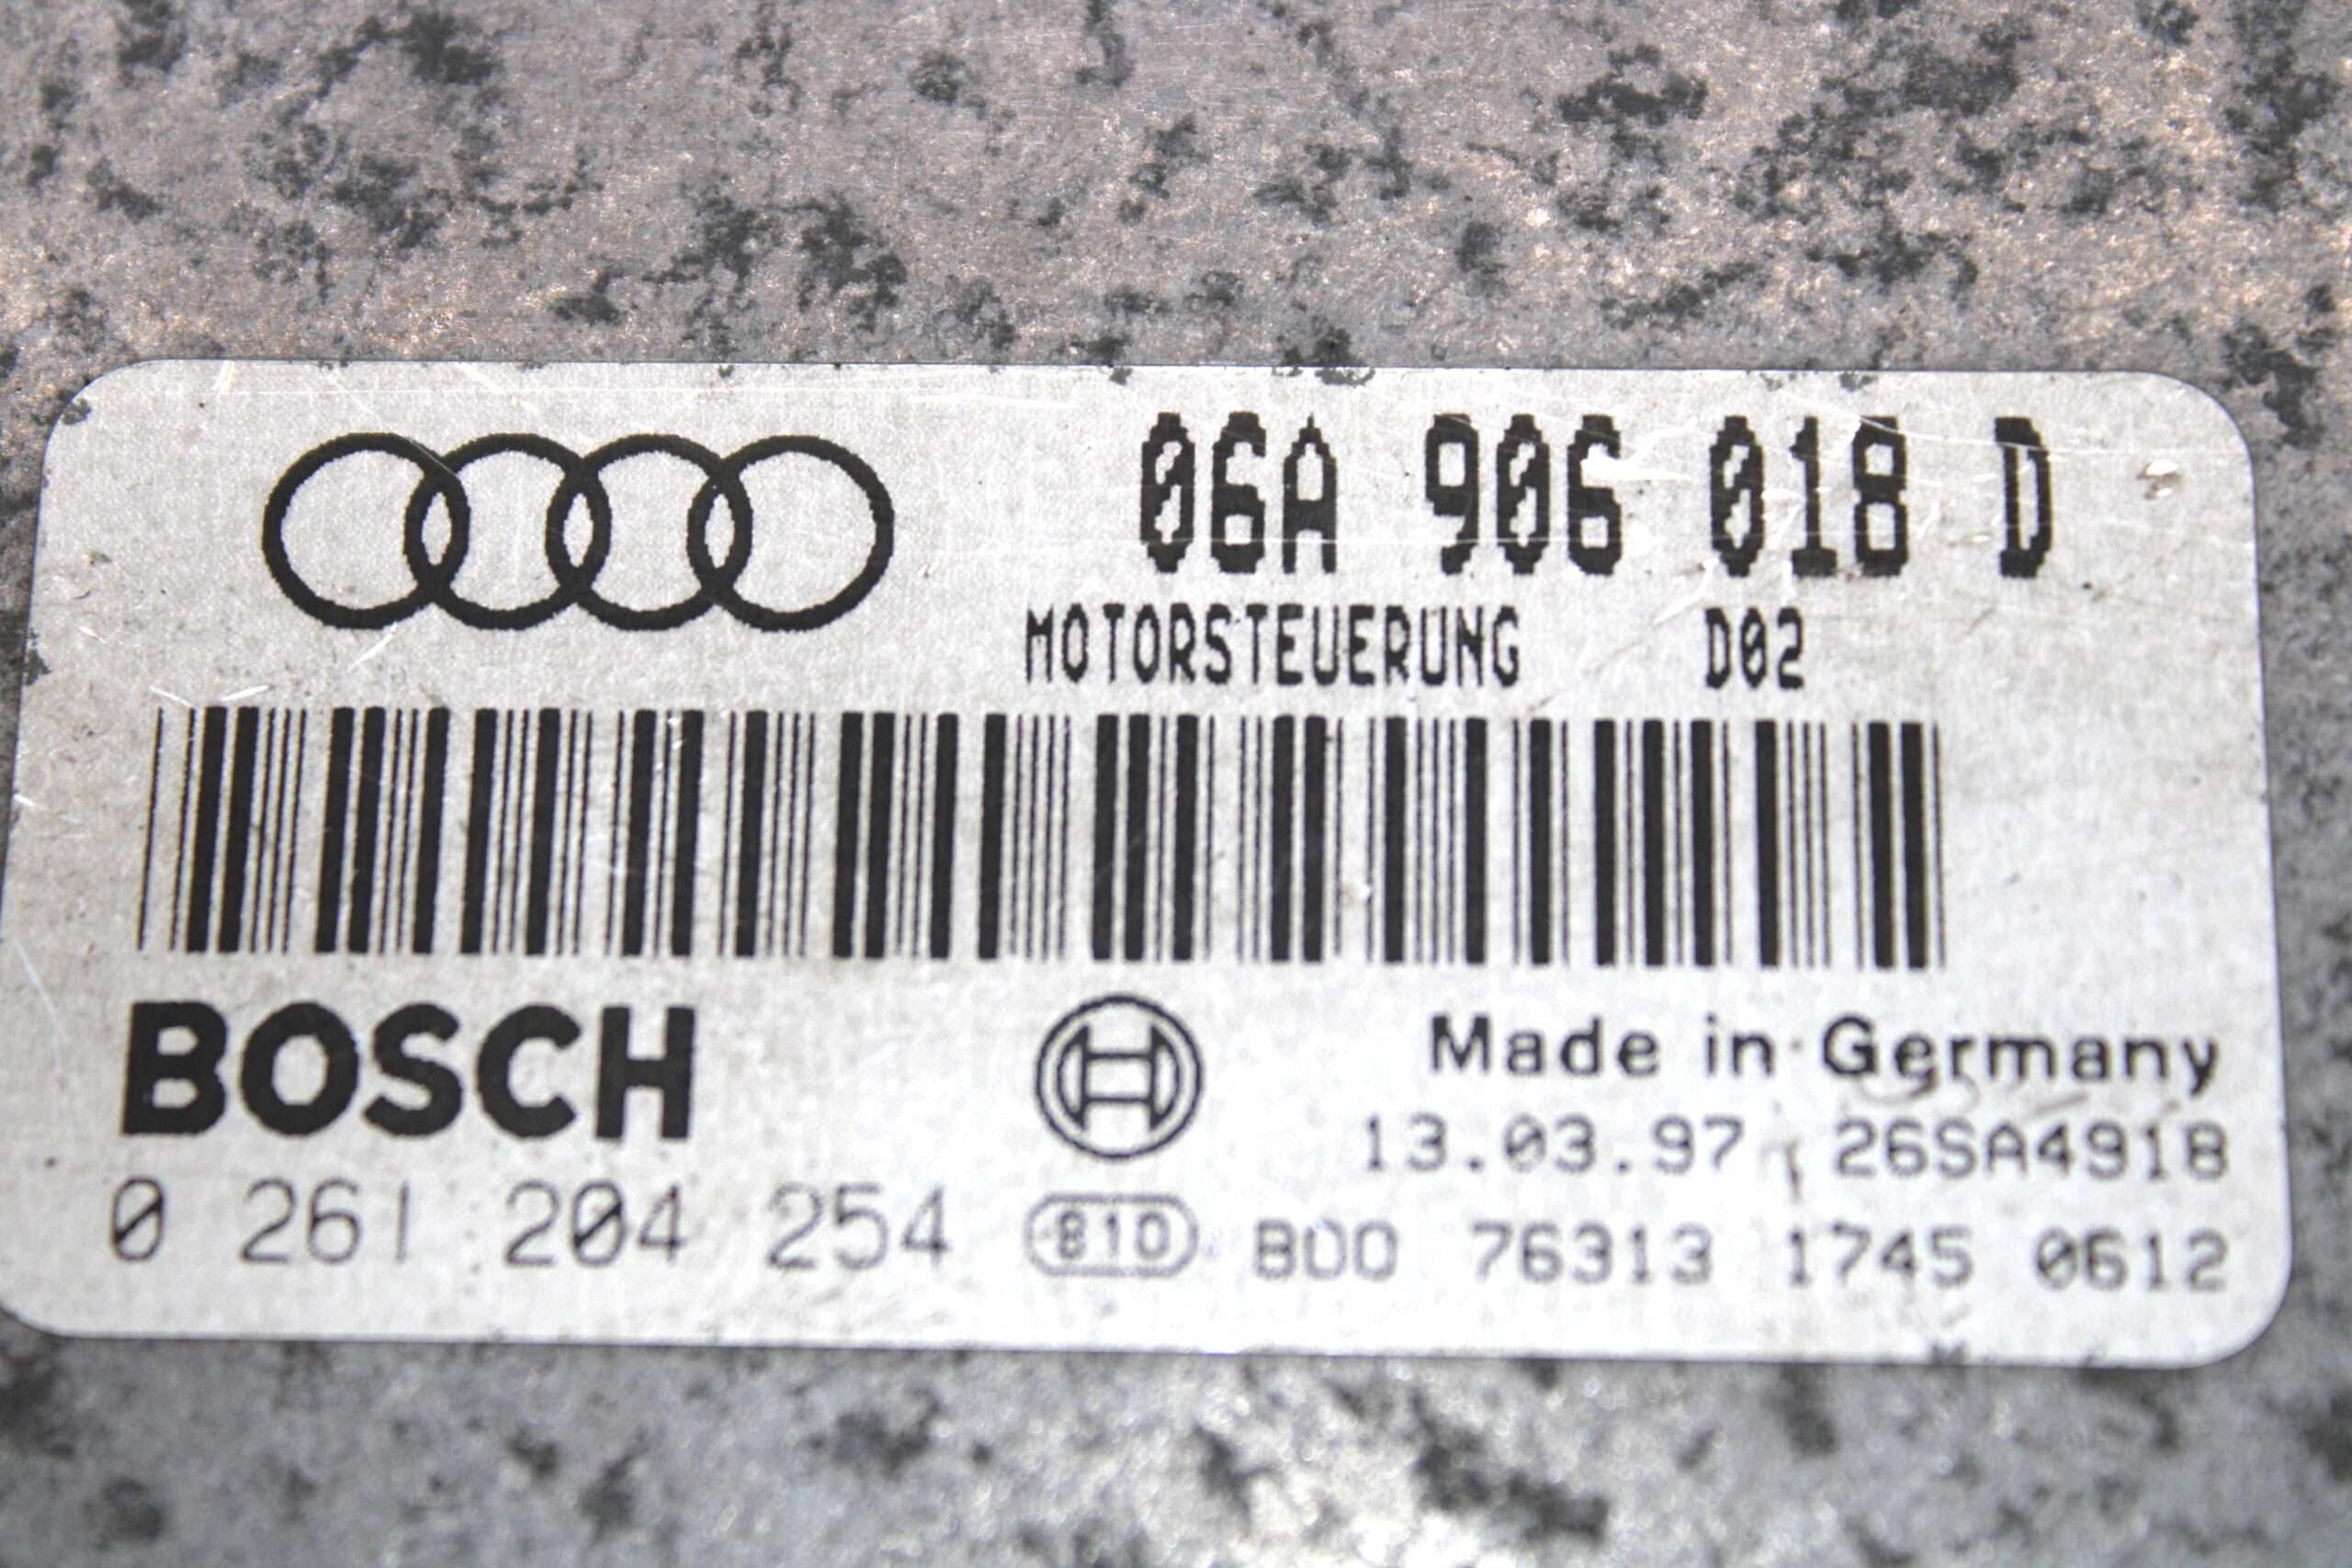 06A 906 018 D
MOTORSTEUERUNG D02
BOSCH
Made in Germany
13.03.97 26SA4918
0 261 204 254 810 B00 76313 1745 0612